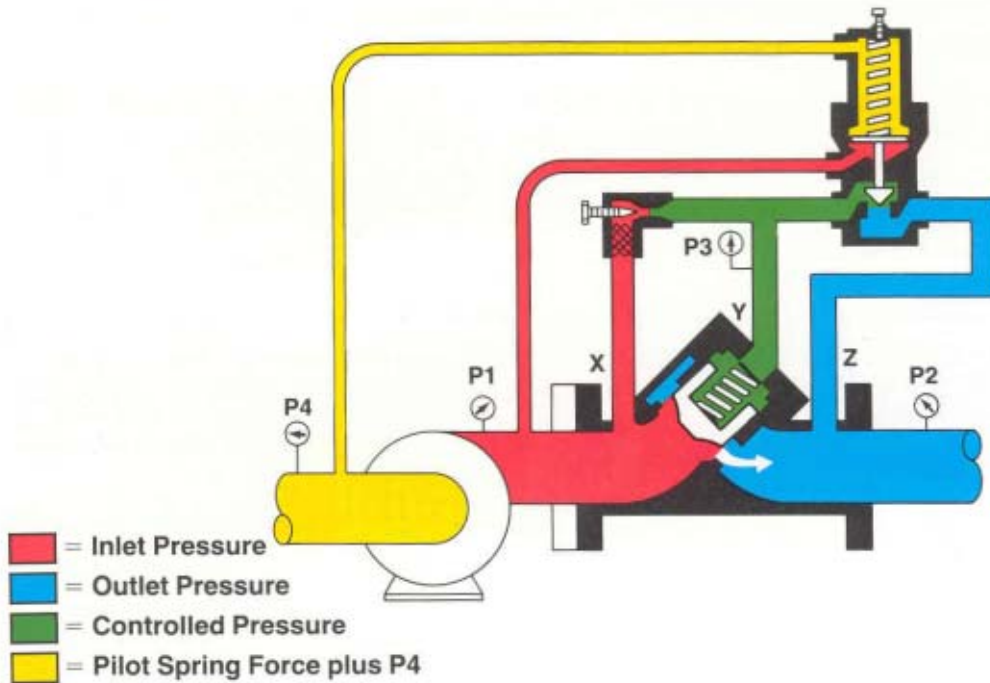 P3
Y
X
Z
P1
P2
P4
= Inlet Pressure
= Outlet Pressure
= Controlled Pressure
= Pilot Spring Force plus P4